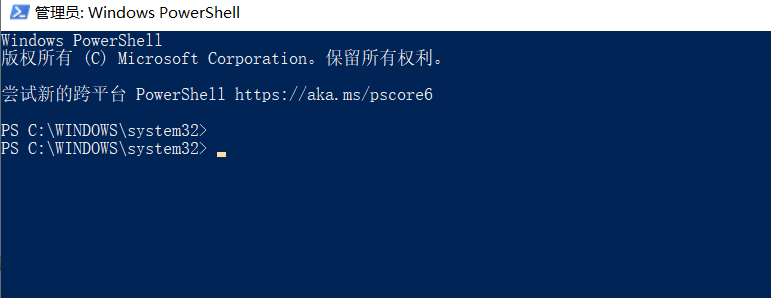 管理员: Windows PowerShell
Windows PowerShell
版权所有 (C) Microsoft Corporation。保留所有权利。
尝试新的跨平台 PowerShell https://aka.ms/pscore6
PS C:\WINDOWS\system32>
PS C:\WINDOWS\system32>